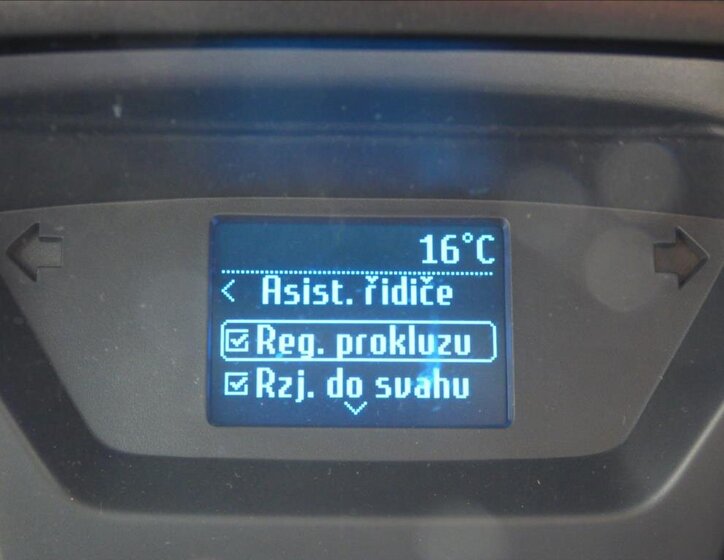 16°C
< Asist. řidiče
Reg. prokluzu
Rzj. do svahu